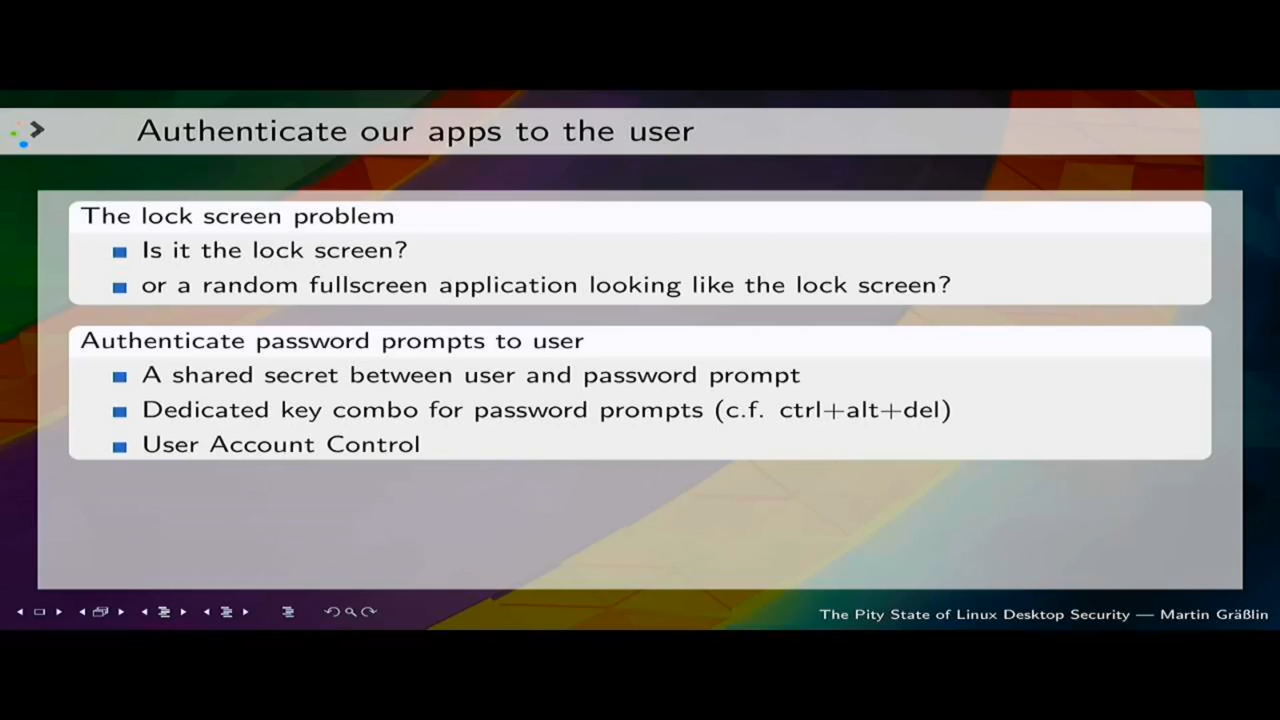 Authenticate our apps to the user
The lock screen problem
Is it the lock screen?
or a random fullscreen application looking like the lock screen?
Authenticate password prompts to user
A shared secret between user and password prompt
Dedicated key combo for password prompts (c.f. ctrl+alt+del)
User Account Control
The Pity State of Linux Desktop Security — Martin Gräßlin